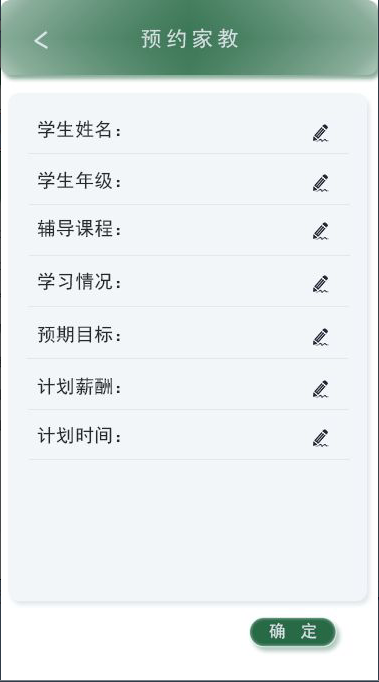 预约家教
学生姓名：
学生年级：
辅导课程：
学习情况：
预期目标：
计划薪酬：
计划时间：
确 定